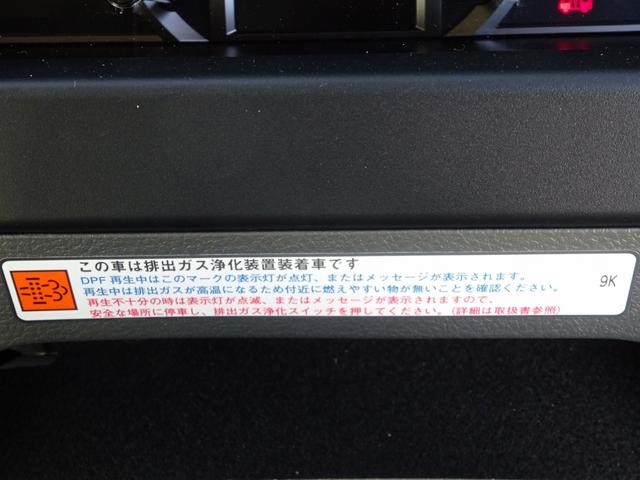 この車は排出ガス浄化装置装着車です
DPF再生中はこのマークの表示灯が点灯、またはメッセージが表示されます。
再生中は排出ガスが高温になるため付近に燃えやすい物が無いことを確認ください。
再生不十分の時は表示灯が点滅、またはメッセージが表示されますので、
安全な場所に停車し、排出ガス浄化スイッチを押してください。(詳細は取扱書参照)
9K